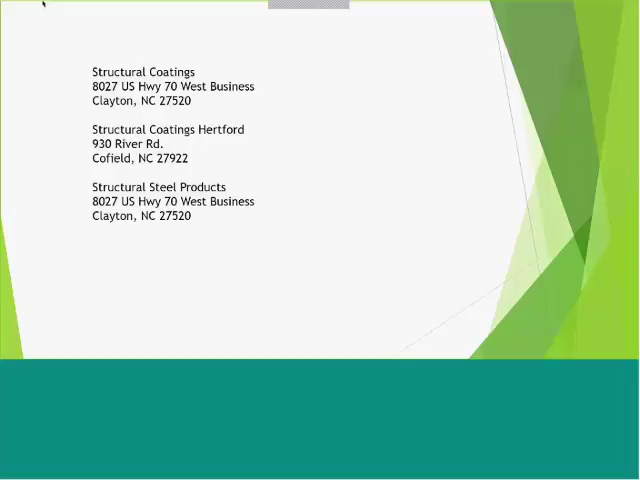 Structural Coatings
8027 US Hwy 70 West Business
Clayton, NC 27520
Structural Coatings Hertford
930 River Rd.
Cofield, NC 27922
Structural Steel Products
8027 US Hwy 70 West Business
Clayton, NC 27520